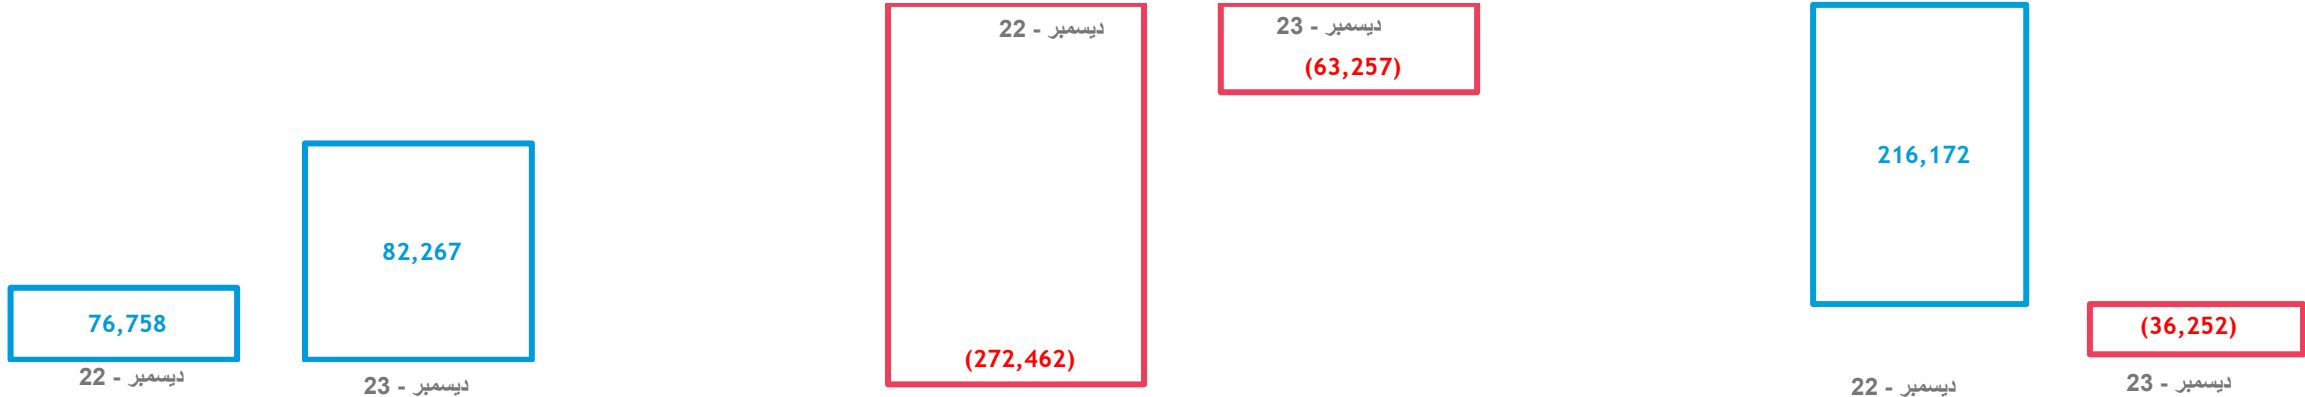 76,758
ديسمبر - 22
82,267
ديسمبر - 23
ديسمبر - 22
(272,462)
ديسمبر - 23
(63,257)
216,172
ديسمبر - 22
(36,252)
ديسمبر - 23